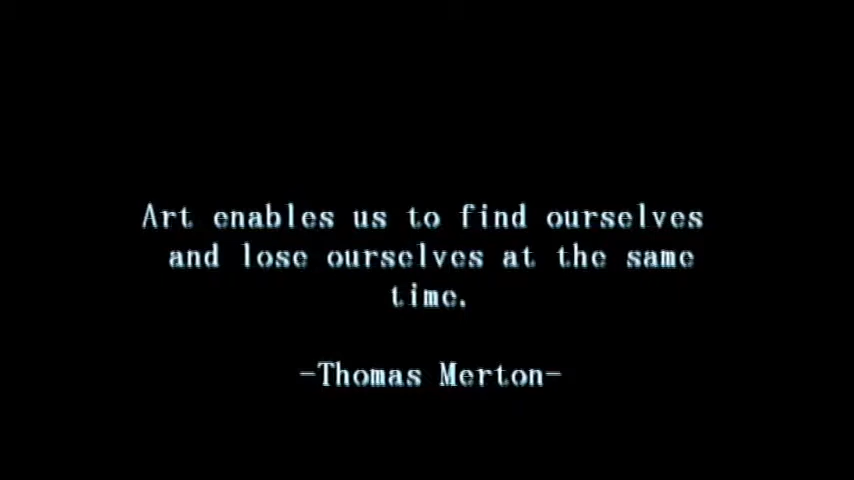 Art enables us to find ourselves
and lose ourselves at the same
time.
-Thomas Merton-